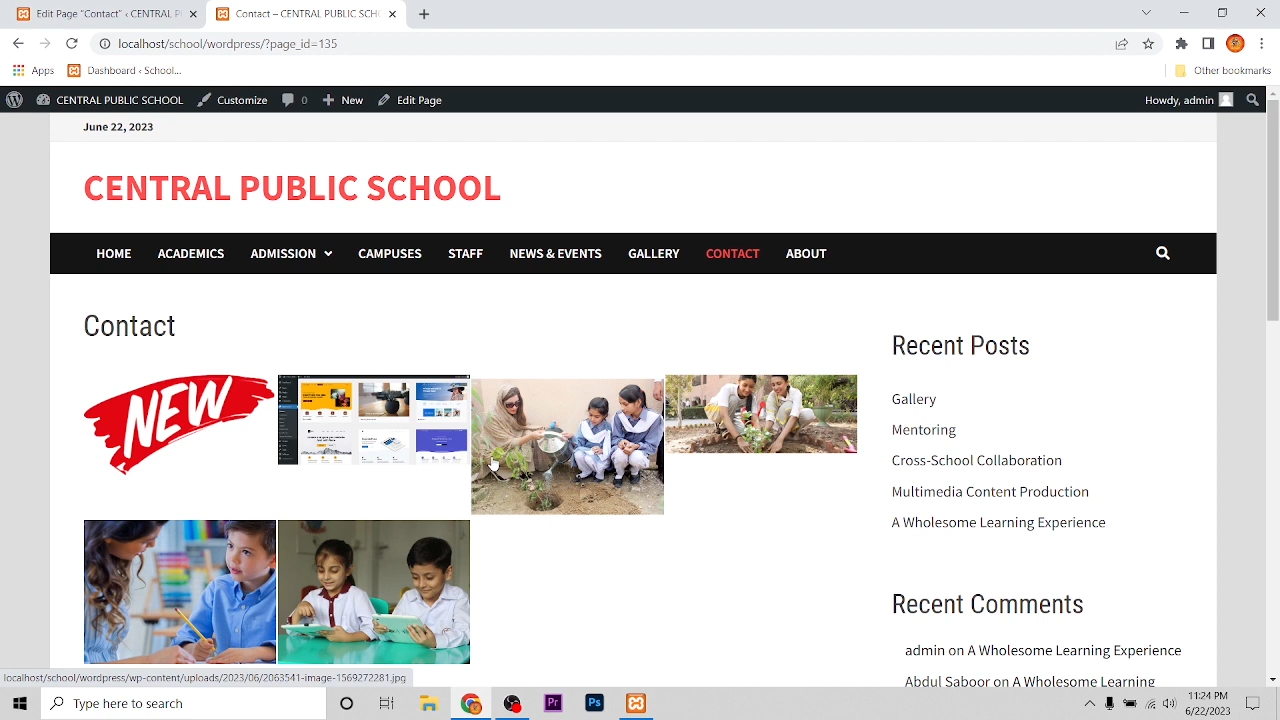 Edit Page "Contact" ‹ CENTRAL P
Contact – CENTRAL PUBLIC SCHO
localhost/school/wordpress/?page_id=135
Apps
Dashboard ‹ School...
Other bookmarks
CENTRAL PUBLIC SCHOOL
Customize
0
New
Edit Page
Howdy, admin
June 22, 2023
CENTRAL PUBLIC SCHOOL
HOME ACADEMICS ADMISSION CAMPUSES STAFF NEWS & EVENTS GALLERY CONTACT ABOUT
Contact
NEW
Recent Posts
Gallery
Mentoring
Cross-School Collaboration
Multimedia Content Production
A Wholesome Learning Experience
Recent Comments
admin on A Wholesome Learning Experience
Abdul Saboor on A Wholesome Learning
localhost/school/wordpress/wp-content/uploads/2023/06/2063541-image-1569272281.jpg
Type here to search
Pr
Ps
11:24 PM
6/22/2023